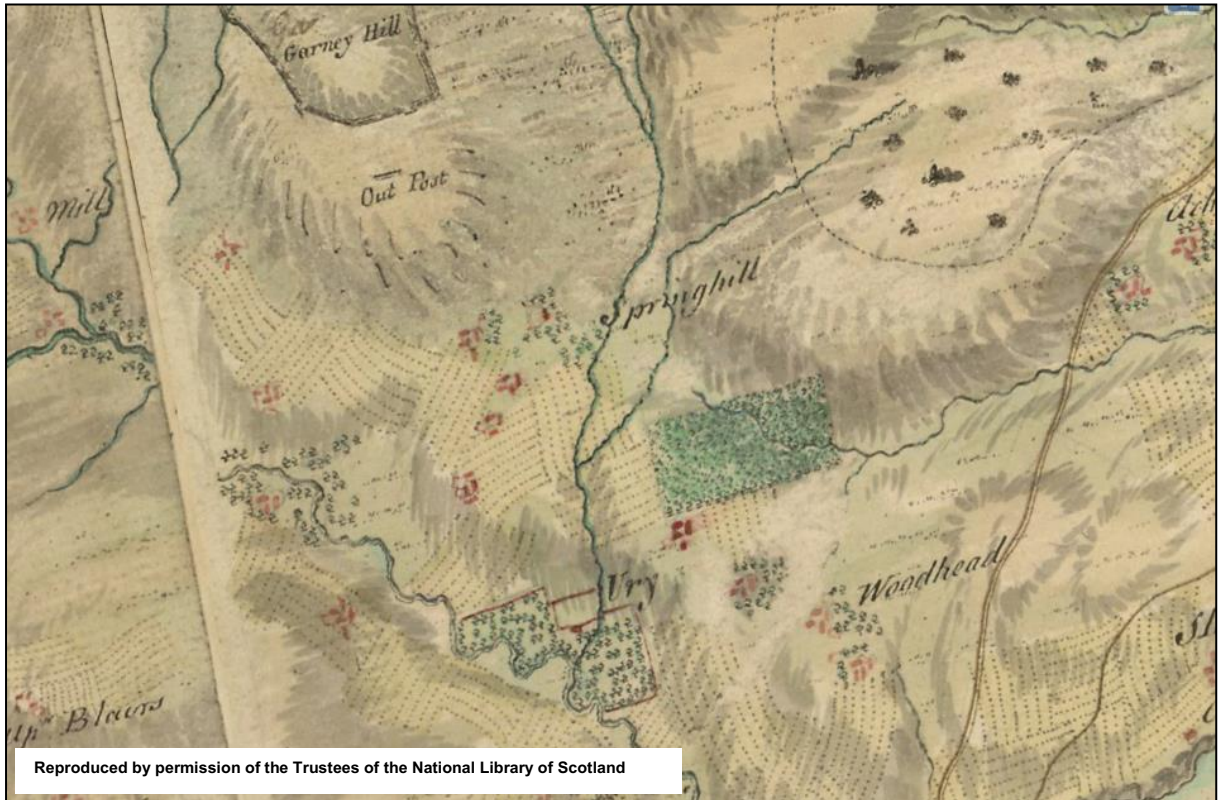 Garney Hill
Out Post
Mill
Springhill
Ury
Woodhead
Blairs
Reproduced by permission of the Trustees of the National Library of Scotland